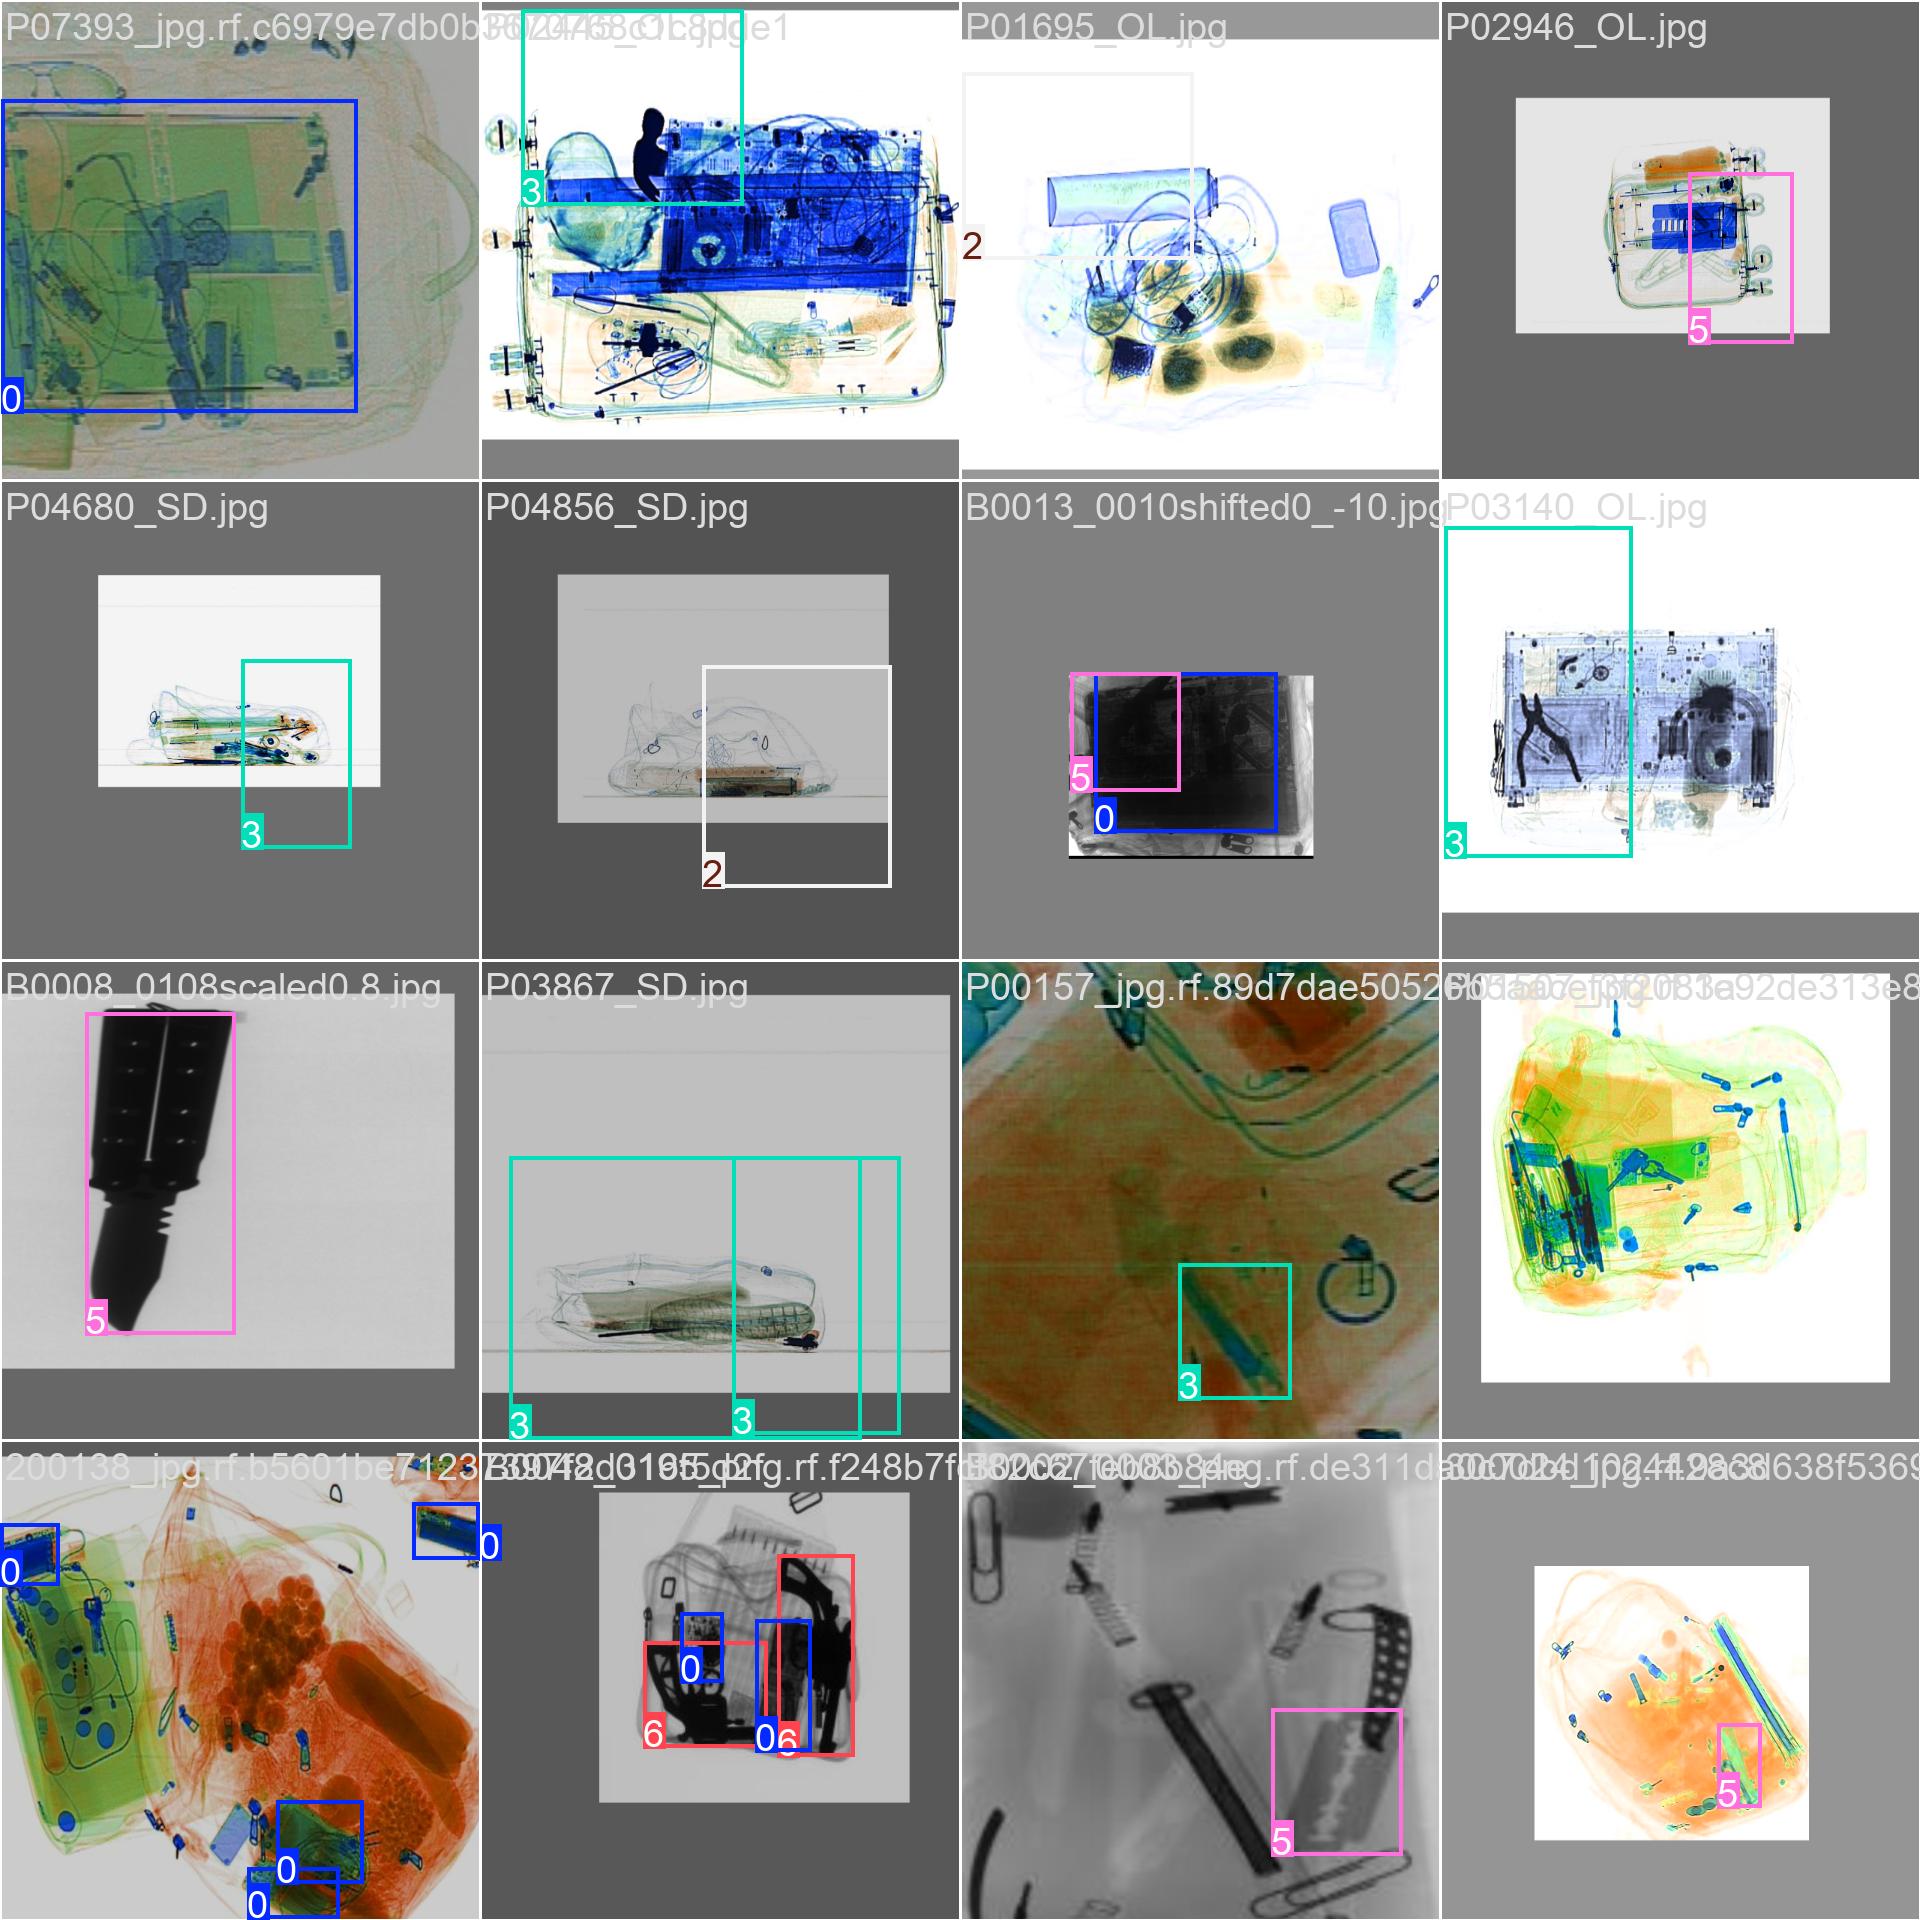 P07393_jpg.rf.c6979e7db0b
P01695_OL.jpg
P02946_OL.jpg
0
3
2
5
P04680_SD.jpg
P04856_SD.jpg
B0013_0010shifted0_-10.jpg
P03140_OL.jpg
3
2
5
0
3
B0008_0108scaled0.8.jpg
P03867_SD.jpg
P00157_jpg.rf.89d7dae5052
5
3
3
3
200138_jpg.rf.b5601be7123
0
0
0
0
6
0
0
6
5
5